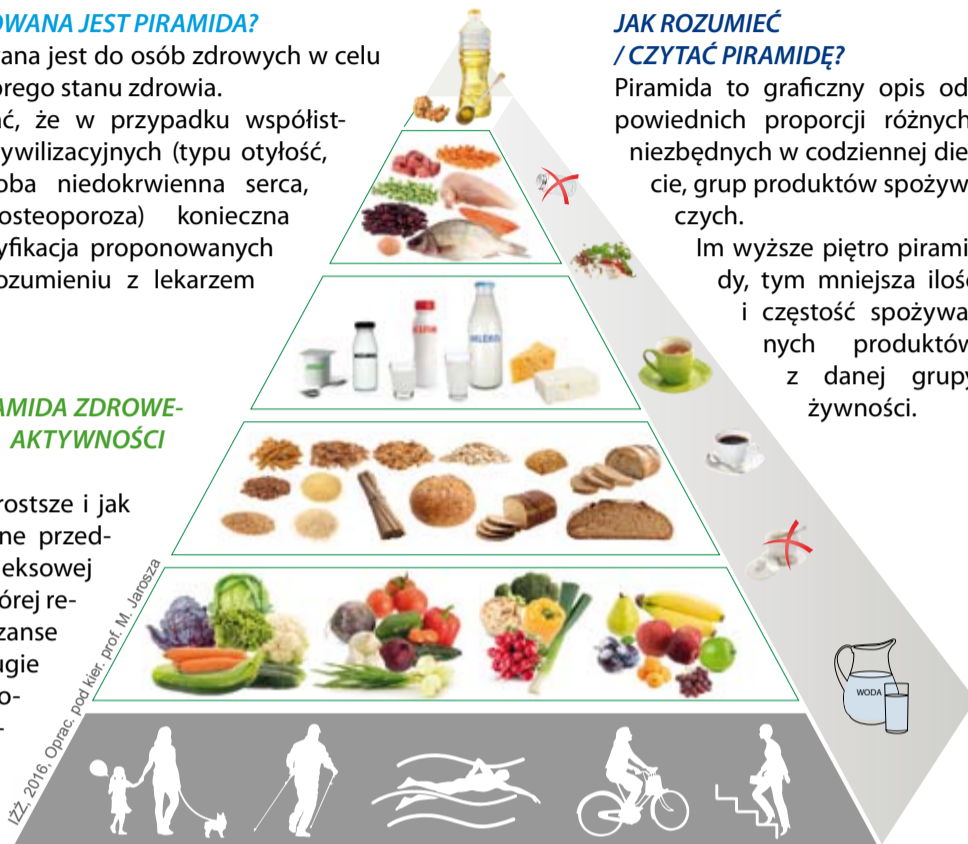 OWANA JEST PIRAMIDA?
ana jest do osób zdrowych w celu
brego stanu zdrowia.
ać, że w przypadku współist-
ywilizacyjnych (typu otyłość,
oba niedokrwienna serca,
osteoporoza) konieczna
yfikacja proponowanych
ozumieniu z lekarzem
AMIDA ZDROWE-
AKTYWNOŚCI
rostsze i jak
ne przed-
leksowej
órej re-
zanse
ugie
o-
-
IŻŻ, 2016, Oprac. pod kier. prof. M. Jarosza
JAK ROZUMIEĆ
/ CZYTAĆ PIRAMIDĘ?
Piramida to graficzny opis od-
powiednich proporcji różnych,
niezbędnych w codziennej die-
cie, grup produktów spożyw-
czych.
Im wyższe piętro pirami-
dy, tym mniejsza ilość
i częstość spożywa-
nych produktów
z danej grupy
żywności.
MLEKO
WODA